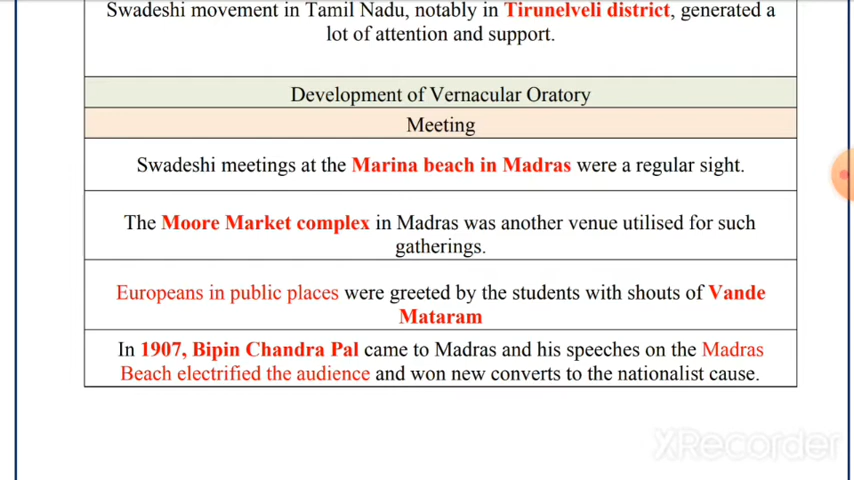 Swadeshi movement in Tamil Nadu, notably in Tirunelveli district, generated a
lot of attention and support.
Development of Vernacular Oratory
Meeting
Swadeshi meetings at the Marina beach in Madras were a regular sight.
The Moore Market complex in Madras was another venue utilised for such
gatherings.
Europeans in public places were greeted by the students with shouts of Vande
Mataram
In 1907, Bipin Chandra Pal came to Madras and his speeches on the Madras
Beach electrified the audience and won new converts to the nationalist cause.
XRecorder